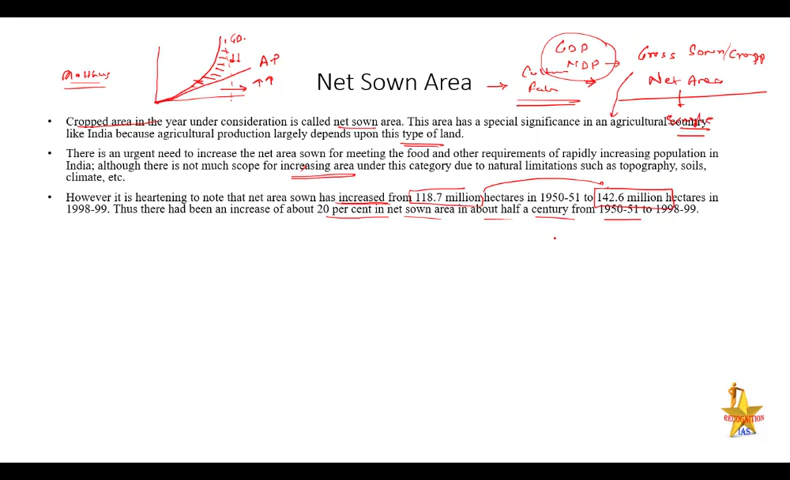 GD.
AP
Malthus
GDP
NDP
Gross Sown/Cropp
Net Area
Net Sown Area
• Cropped area in the year under consideration is called net sown area. This area has a special significance in an agricultural country
like India because agricultural production largely depends upon this type of land.
• There is an urgent need to increase the net area sown for meeting the food and other requirements of rapidly increasing population in
India; although there is not much scope for increasing area under this category due to natural limitations such as topography, soils,
climate, etc.
• However it is heartening to note that net area sown has increased from 118.7 million hectares in 1950-51 to 142.6 million hectares in
1998-99. Thus there had been an increase of about 20 per cent in net sown area in about half a century from 1950-51 to 1998-99.
RECOGNITION
IAS